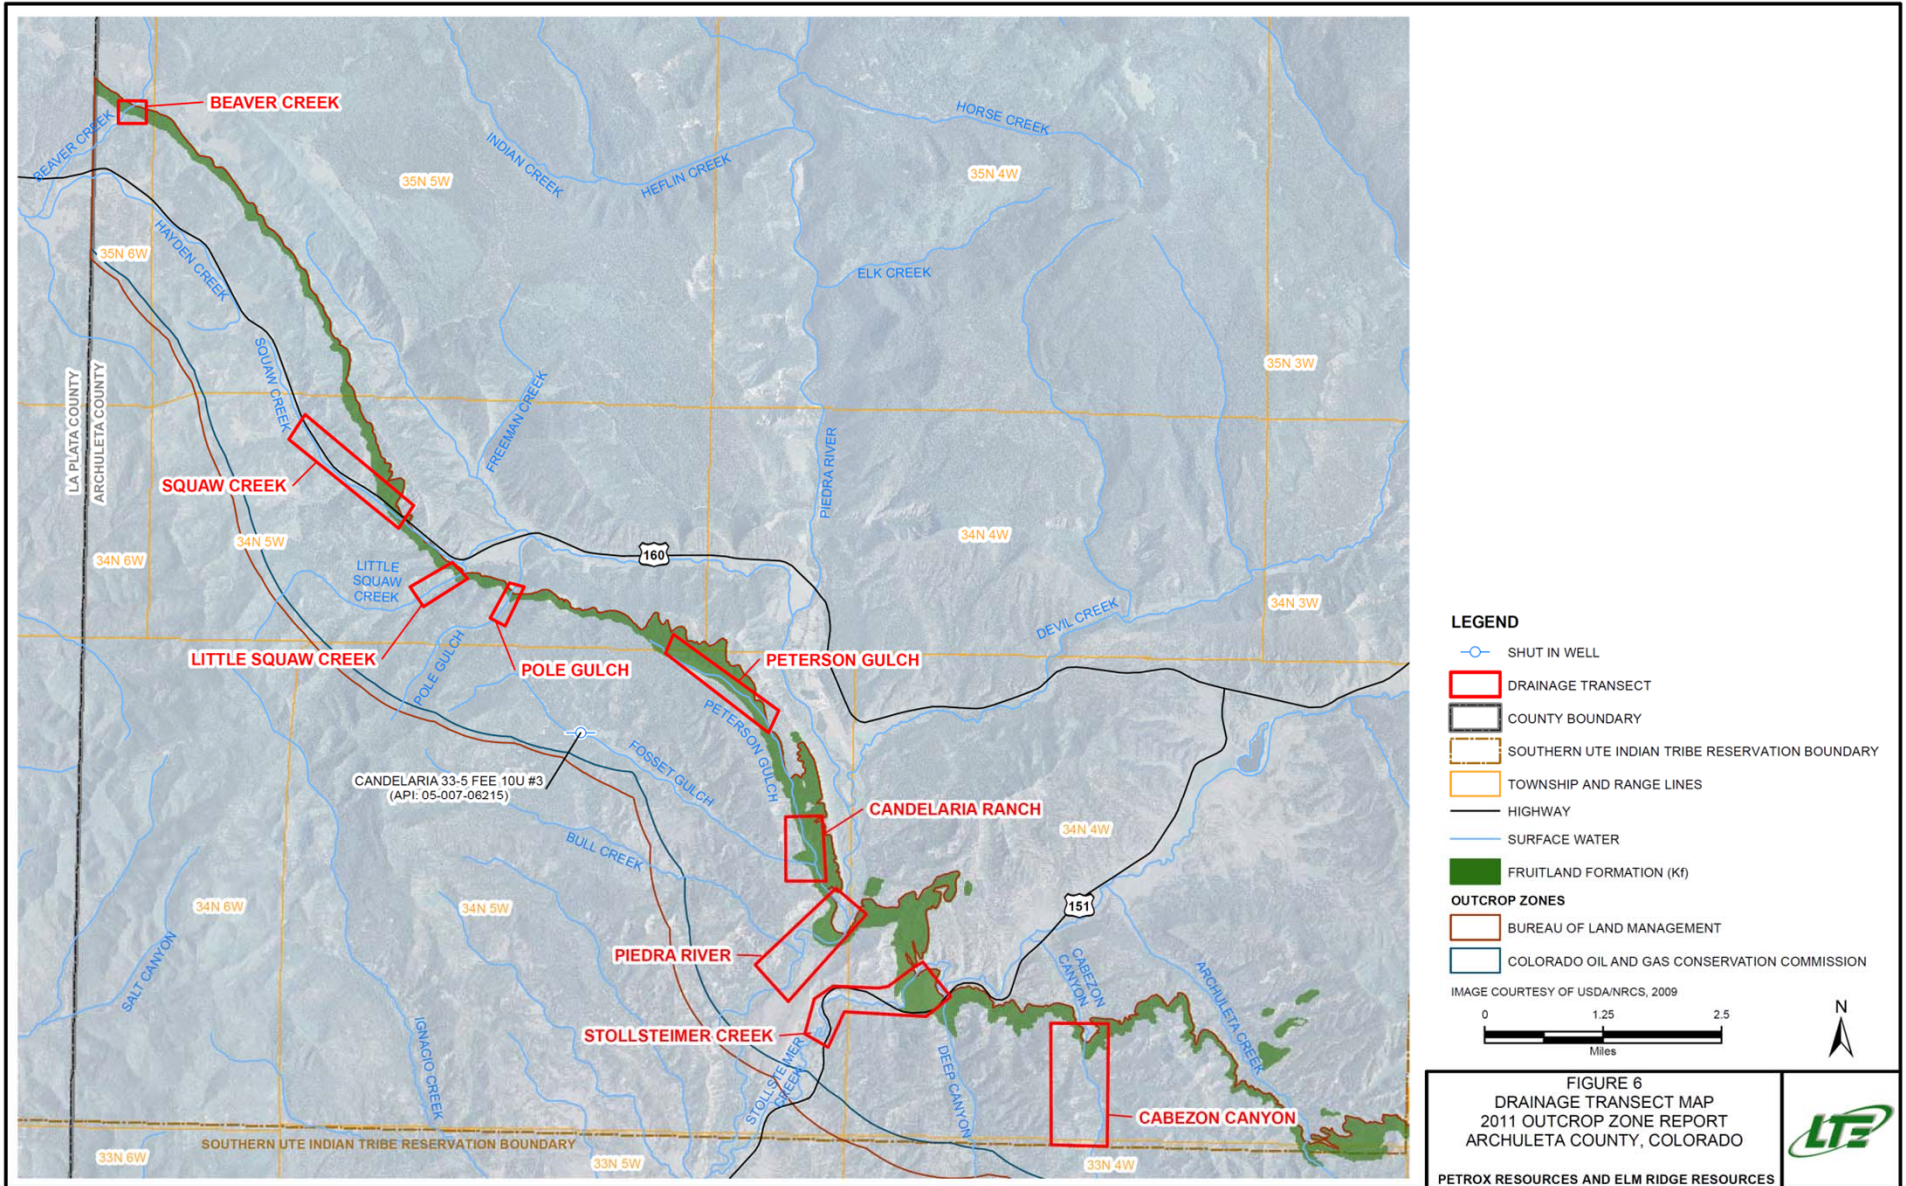 BEAVER CREEK
BEAVER CREEK
INDIAN CREEK
HEFLIN CREEK
HORSE CREEK
35N 5W
35N 4W
35N 6W
HAYDEN CREEK
ELK CREEK
SQUAW CREEK
FREEMAN CREEK
35N 3W
LA PLATA COUNTY
ARCHULETA COUNTY
PIEDRA RIVER
SQUAW CREEK
34N 6W
34N 5W
160
34N 4W
LITTLE
SQUAW
CREEK
34N 3W
DEVIL CREEK
LITTLE SQUAW CREEK
POLE GULCH
POLE GULCH
PETERSON GULCH
PETERSON GULCH
FOSSET GULCH
CANDELARIA 33-5 FEE 10U #3
(API: 05-007-06215)
CANDELARIA RANCH
34N 4W
BULL CREEK
34N 6W
34N 5W
151
SALT CANYON
PIEDRA RIVER
CABEZON
CANYON
ARCHULETA CREEK
IGNACIO CREEK
STOLLSTEIMER CREEK
STOLLSTEIMER
CREEK
DEEP CANYON
CABEZON CANYON
SOUTHERN UTE INDIAN TRIBE RESERVATION BOUNDARY
33N 6W
33N 5W
33N 4W
LEGEND
SHUT IN WELL
DRAINAGE TRANSECT
COUNTY BOUNDARY
SOUTHERN UTE INDIAN TRIBE RESERVATION BOUNDARY
TOWNSHIP AND RANGE LINES
HIGHWAY
SURFACE WATER
FRUITLAND FORMATION (Kf)
OUTCROP ZONES
BUREAU OF LAND MANAGEMENT
COLORADO OIL AND GAS CONSERVATION COMMISSION
IMAGE COURTESY OF USDA/NRCS, 2009
0 1.25 2.5
Miles
N
FIGURE 6
DRAINAGE TRANSECT MAP
2011 OUTCROP ZONE REPORT
ARCHULETA COUNTY, COLORADO
PETROX RESOURCES AND ELM RIDGE RESOURCES
LTE